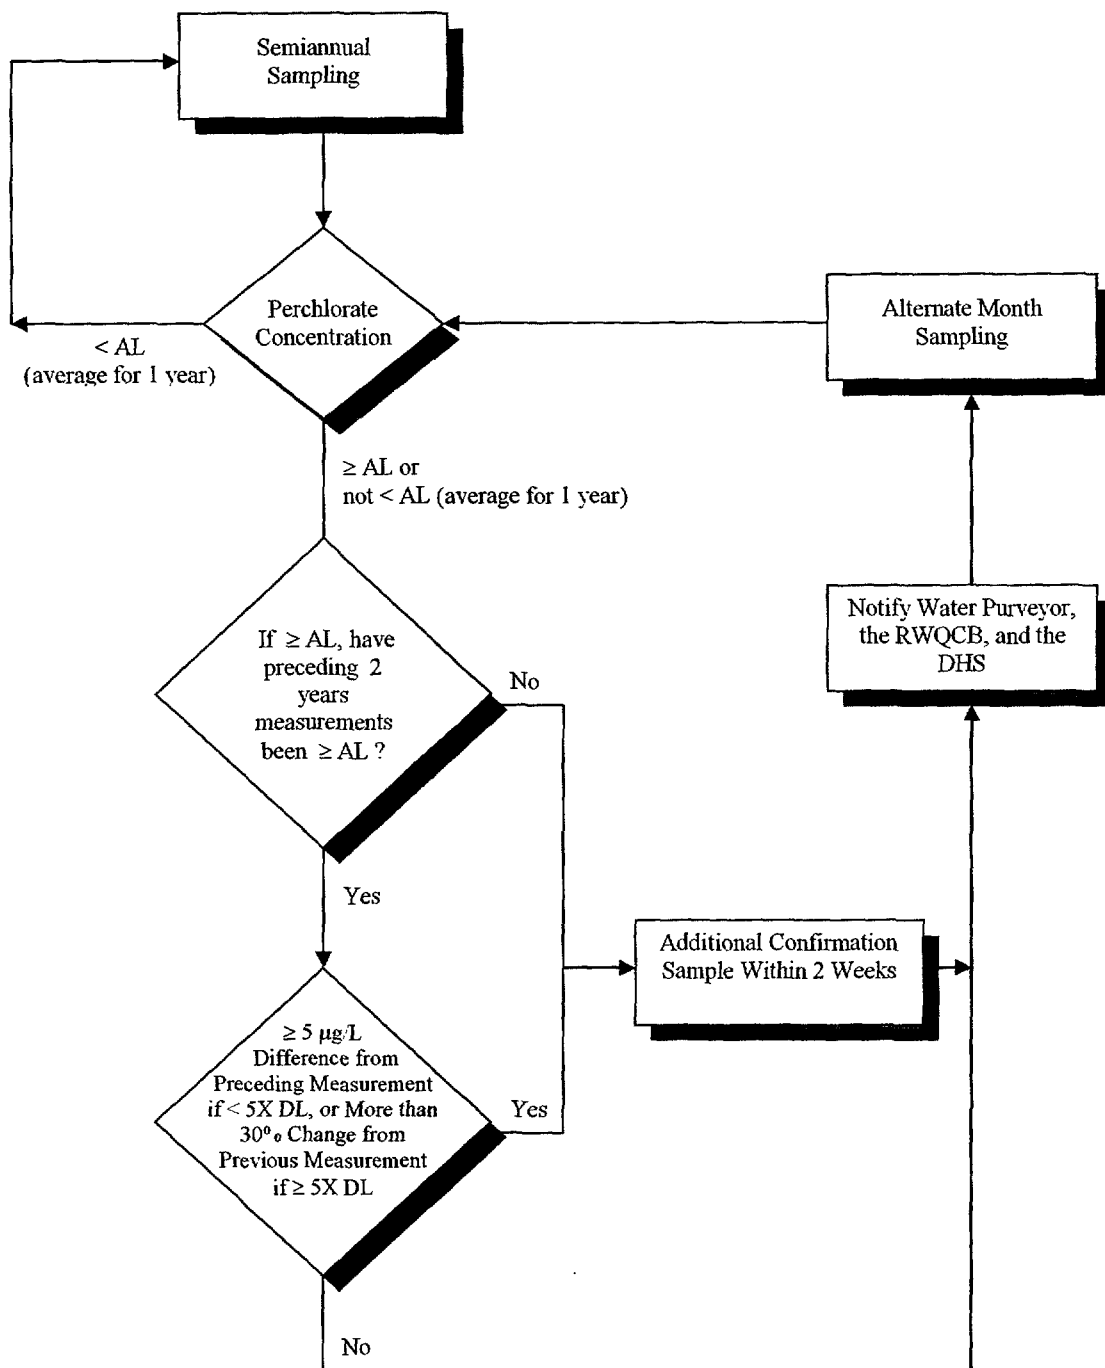 Semiannual
Sampling
Perchlorate
Concentration
< AL
(average for 1 year)
Alternate Month
Sampling
≥ AL or
not < AL (average for 1 year)
Notify Water Purveyor,
the RWQCB, and the
DHS
If ≥ AL, have
preceding 2
years
measurements
been ≥ AL ?
No
Yes
Additional Confirmation
Sample Within 2 Weeks
≥ 5 µg/L
Difference from
Preceding Measurement
if < 5X DL, or More than
30% Change from
Previous Measurement
if ≥ 5X DL
Yes
No